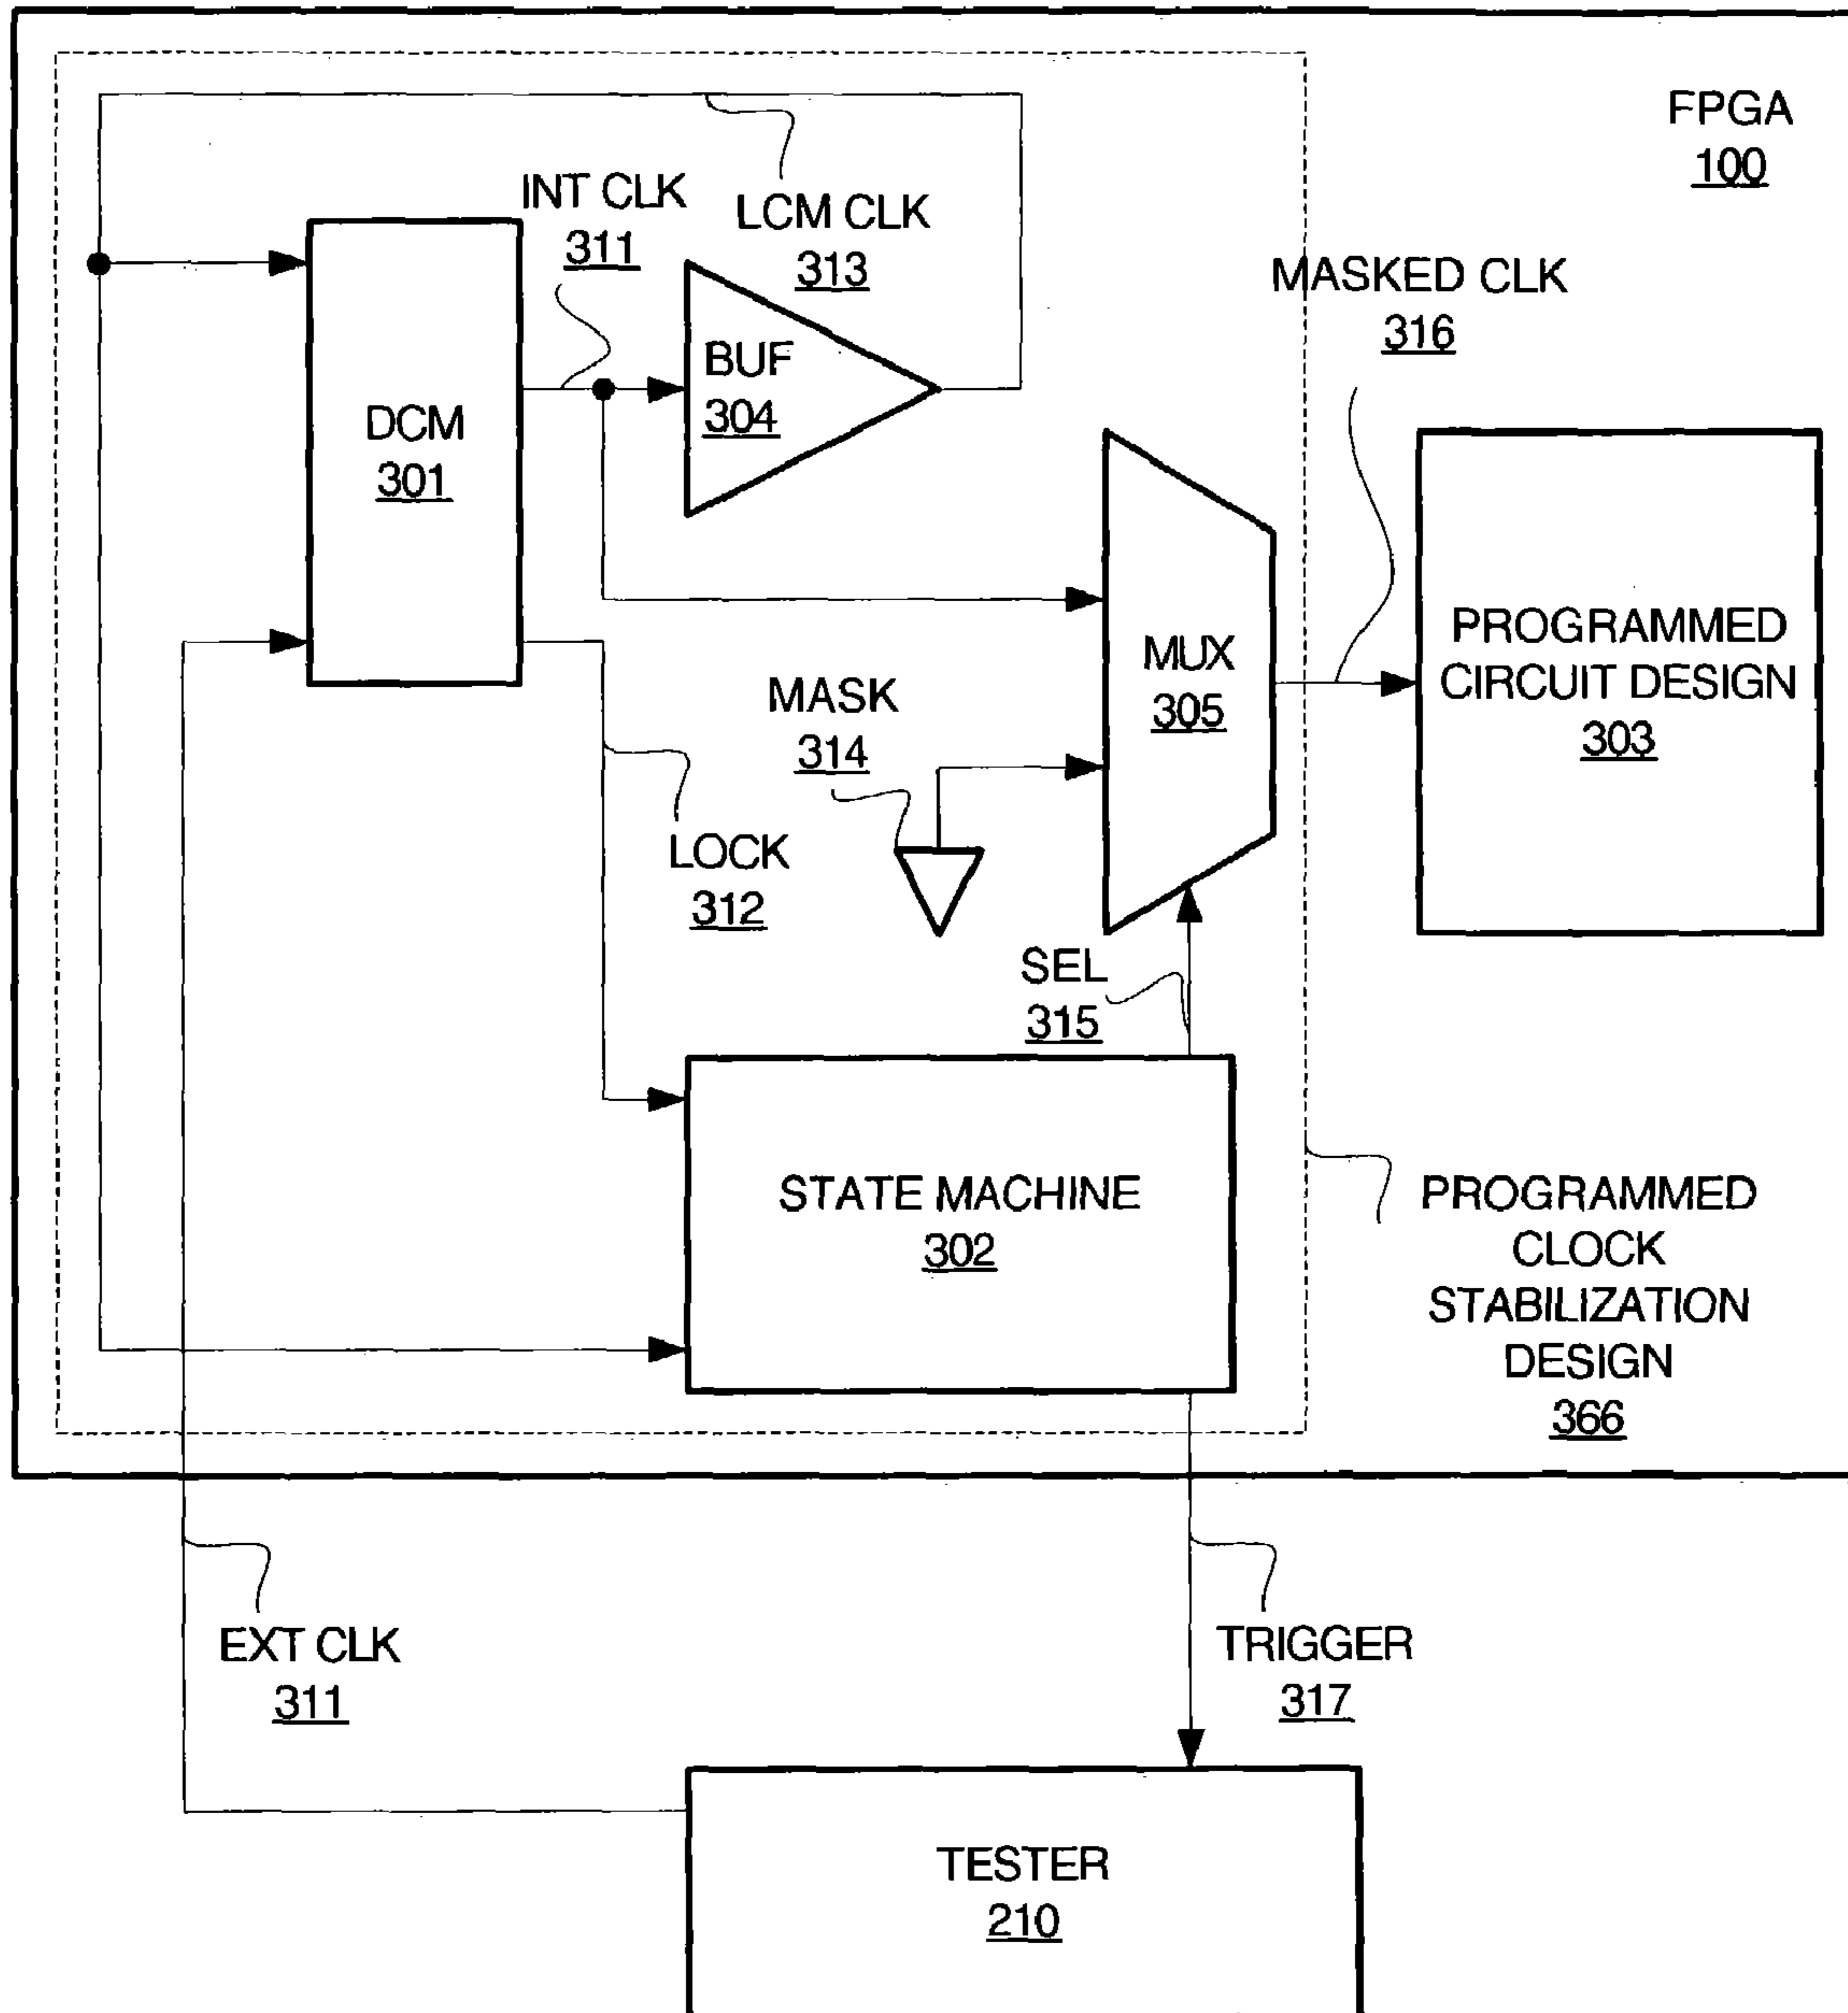 FPGA
100
INT CLK
311
LCM CLK
313
MASKED CLK
316
BUF
304
DCM
301
MUX
305
PROGRAMMED
CIRCUIT DESIGN
303
MASK
314
LOCK
312
SEL
315
STATE MACHINE
302
PROGRAMMED
CLOCK
STABILIZATION
DESIGN
366
EXT CLK
311
TRIGGER
317
TESTER
210